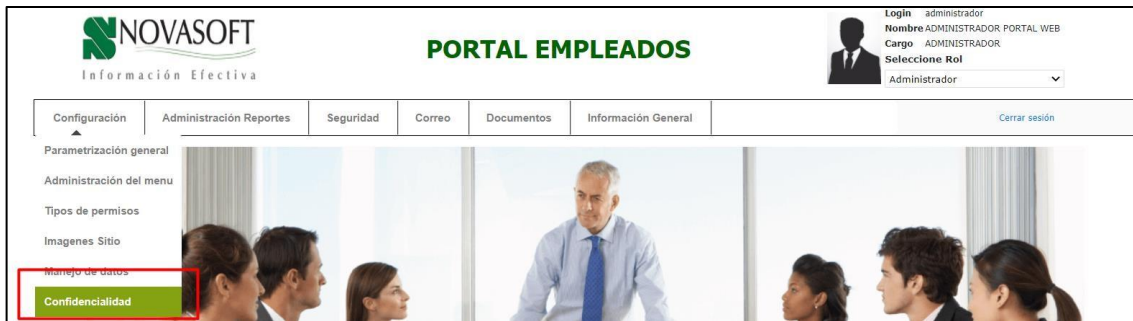 NOVASOFT
Información Efectiva
PORTAL EMPLEADOS
Login administrador
Nombre ADMINISTRADOR PORTAL WEB
Cargo ADMINISTRADOR
Seleccione Rol
Administrador
Configuración Administración Reportes Seguridad Correo Documentos Información General Cerrar sesión
Parametrización general
Administración del menu
Tipos de permisos
Imagenes Sitio
Manejo de datos
Confidencialidad